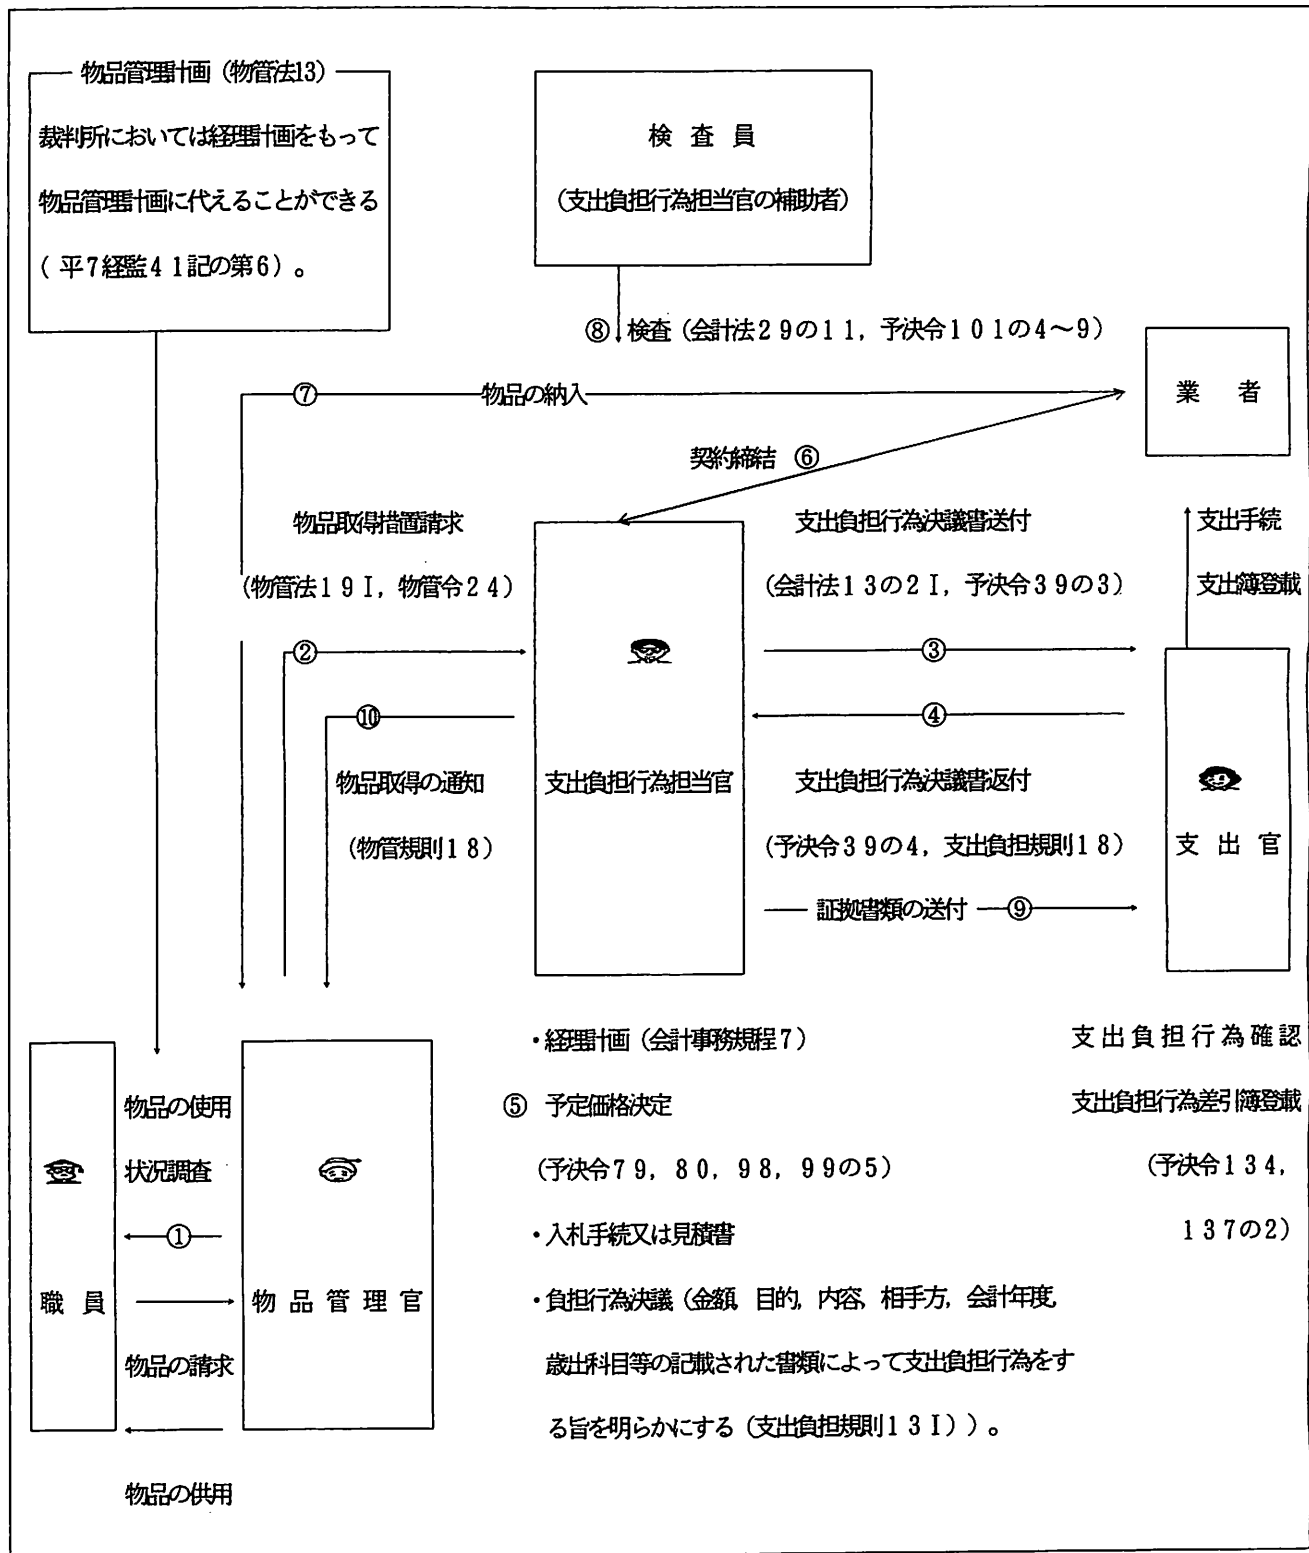 物品管理計画（物管法13）
裁判所においては経理計画をもって
物品管理計画に代えることができる
（平7経監41記の第6）。
検査員
（支出負担行為担当官の補助者）
⑧ 検査（会計法29の11，予決令101の4～9）
⑦ 物品の納入
業者
契約締結 ⑥
物品取得措置請求
（物管法19Ⅰ，物管令24）
②
支出負担行為決議書送付
（会計法13の2Ⅰ，予決令39の3）
③
支出手続
支出簿登載
⑩
物品取得の通知
（物管規則18）
支出負担行為担当官
④
支出負担行為決議書返付
（予決令39の4，支出負担規則18）
証拠書類の送付 ⑨
支出官
・経理計画（会計事務規程7）
⑤ 予定価格決定
（予決令79，80，98，99の5）
・入札手続又は見積書
・負担行為決議（金額，目的，内容，相手方，会計年度，
歳出科目等の記載された書類によって支出負担行為をす
る旨を明らかにする（支出負担規則13Ⅰ））。
支出負担行為確認
支出負担行為差引簿登載
（予決令134，
137の2）
物品の使用
状況調査
①
職員
物品管理官
物品の請求
物品の供用